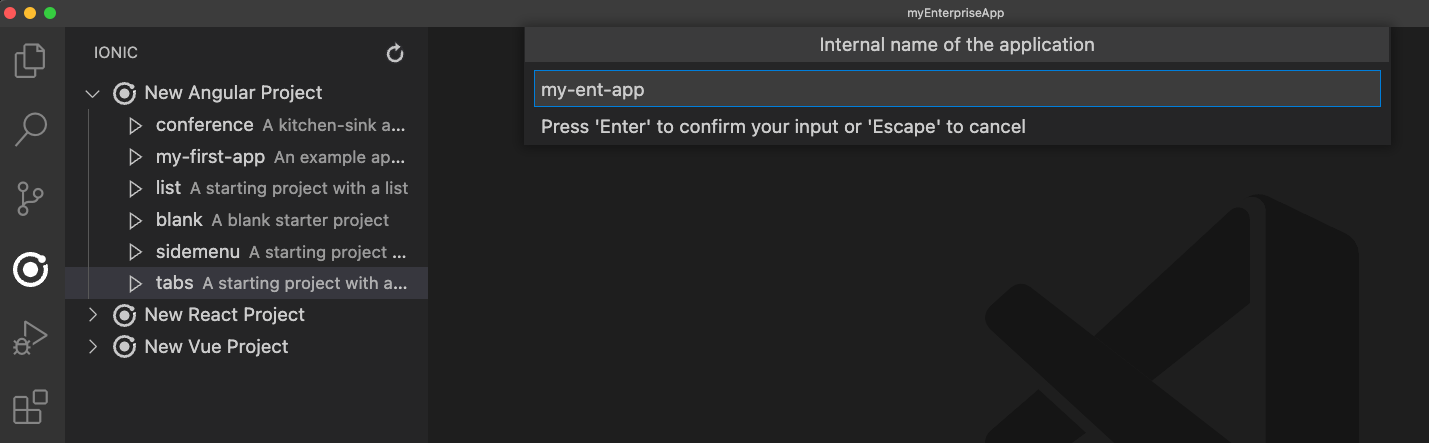 myEnterpriseApp
IONIC
New Angular Project
conference A kitchen-sink a...
my-first-app An example ap...
list A starting project with a list
blank A blank starter project
sidemenu A starting project ...
tabs A starting project with a...
New React Project
New Vue Project
Internal name of the application
my-ent-app
Press 'Enter' to confirm your input or 'Escape' to cancel